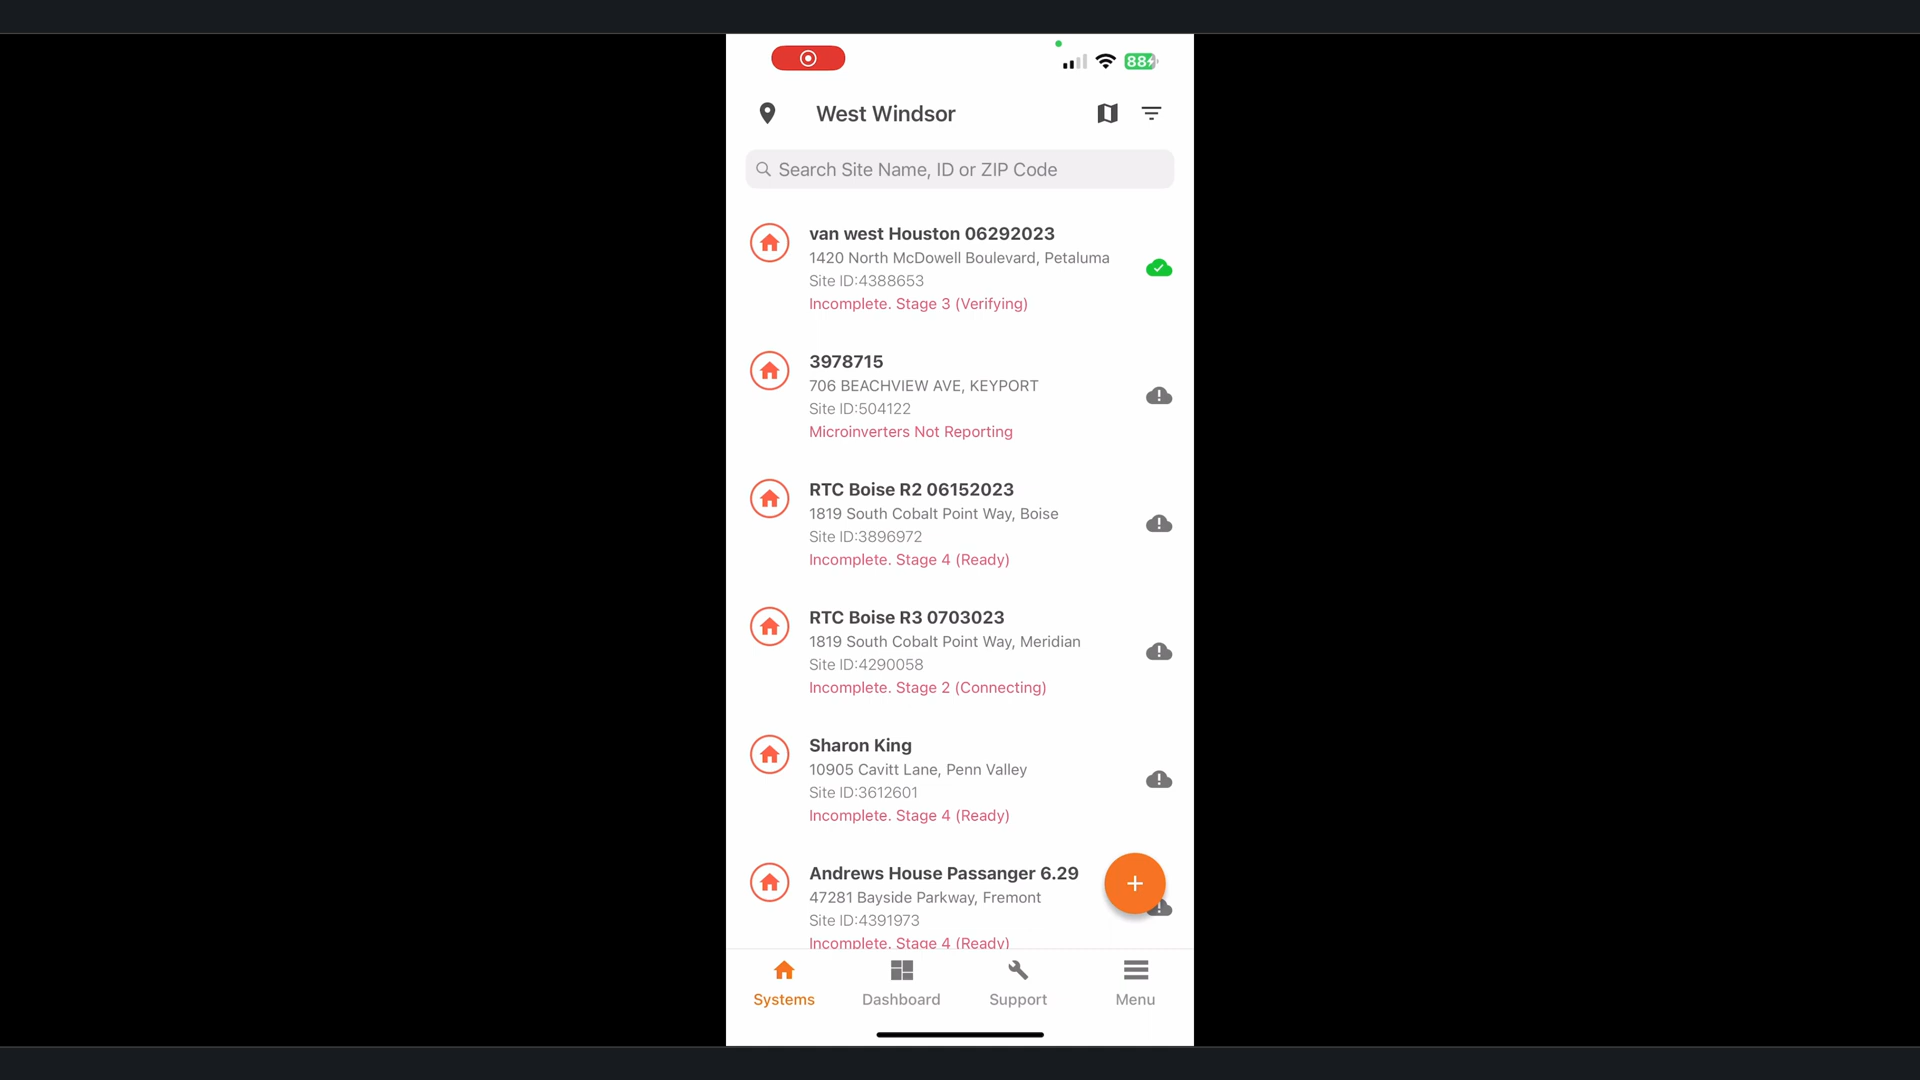 88
West Windsor
Search Site Name, ID or ZIP Code
van west Houston 06292023
1420 North McDowell Boulevard, Petaluma
Site ID:4388653
Incomplete. Stage 3 (Verifying)
3978715
706 BEACHVIEW AVE, KEYPORT
Site ID:504122
Microinverters Not Reporting
RTC Boise R2 06152023
1819 South Cobalt Point Way, Boise
Site ID:3896972
Incomplete. Stage 4 (Ready)
RTC Boise R3 0703023
1819 South Cobalt Point Way, Meridian
Site ID:4290058
Incomplete. Stage 2 (Connecting)
Sharon King
10905 Cavitt Lane, Penn Valley
Site ID:3612601
Incomplete. Stage 4 (Ready)
Andrews House Passanger 6.29
47281 Bayside Parkway, Fremont
Site ID:4391973
Incomplete. Stage 4 (Ready)
Systems
Dashboard
Support
Menu